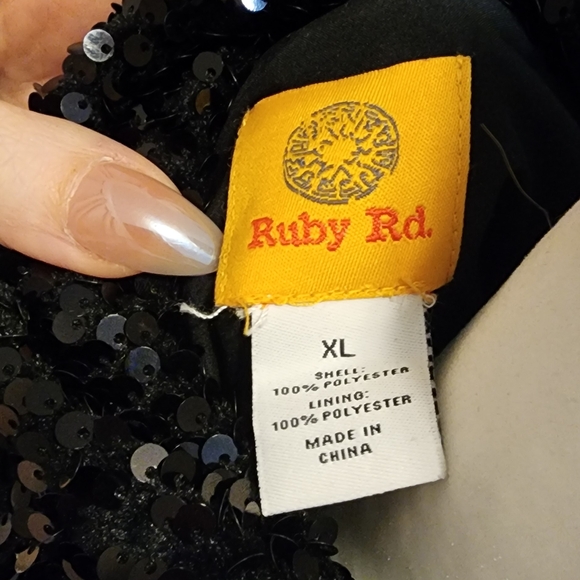 Ruby Rd.
XL
SHELL:
100% POLYESTER
LINING:
100% POLYESTER
MADE IN
CHINA